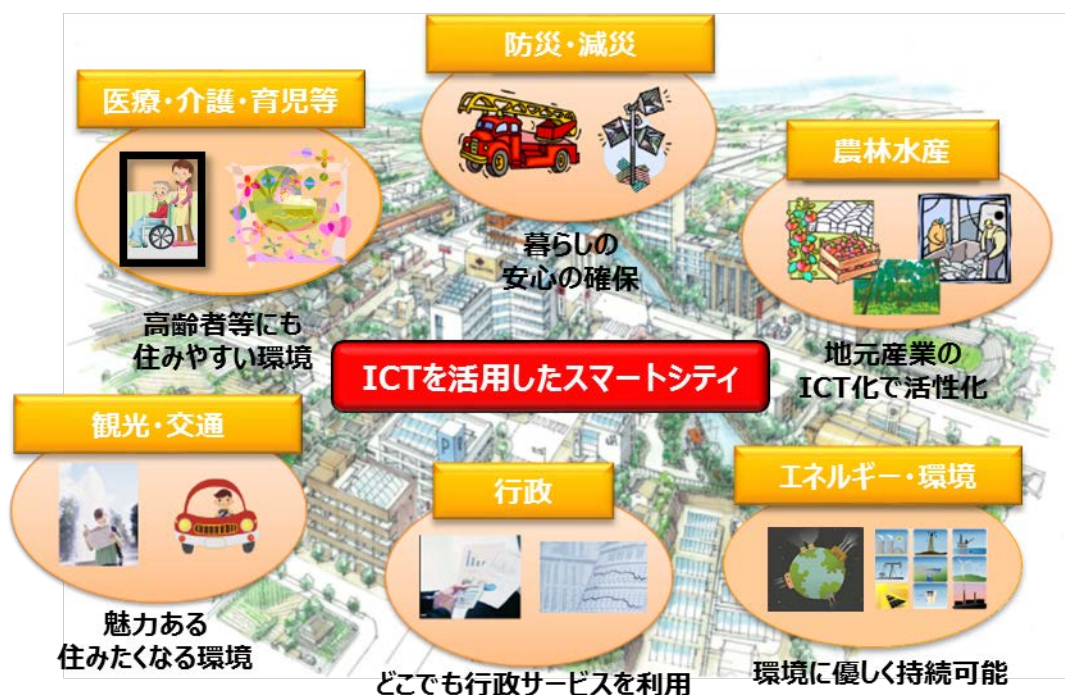 防災・減災
医療・介護・育児等
農林水産
暮らしの
安心の確保
高齢者等にも
住みやすい環境
地元産業の
ICT化で活性化
ICTを活用したスマートシティ
観光・交通
行政
エネルギー・環境
魅力ある
住みたくなる環境
どこでも行政サービスを利用
環境に優しく持続可能